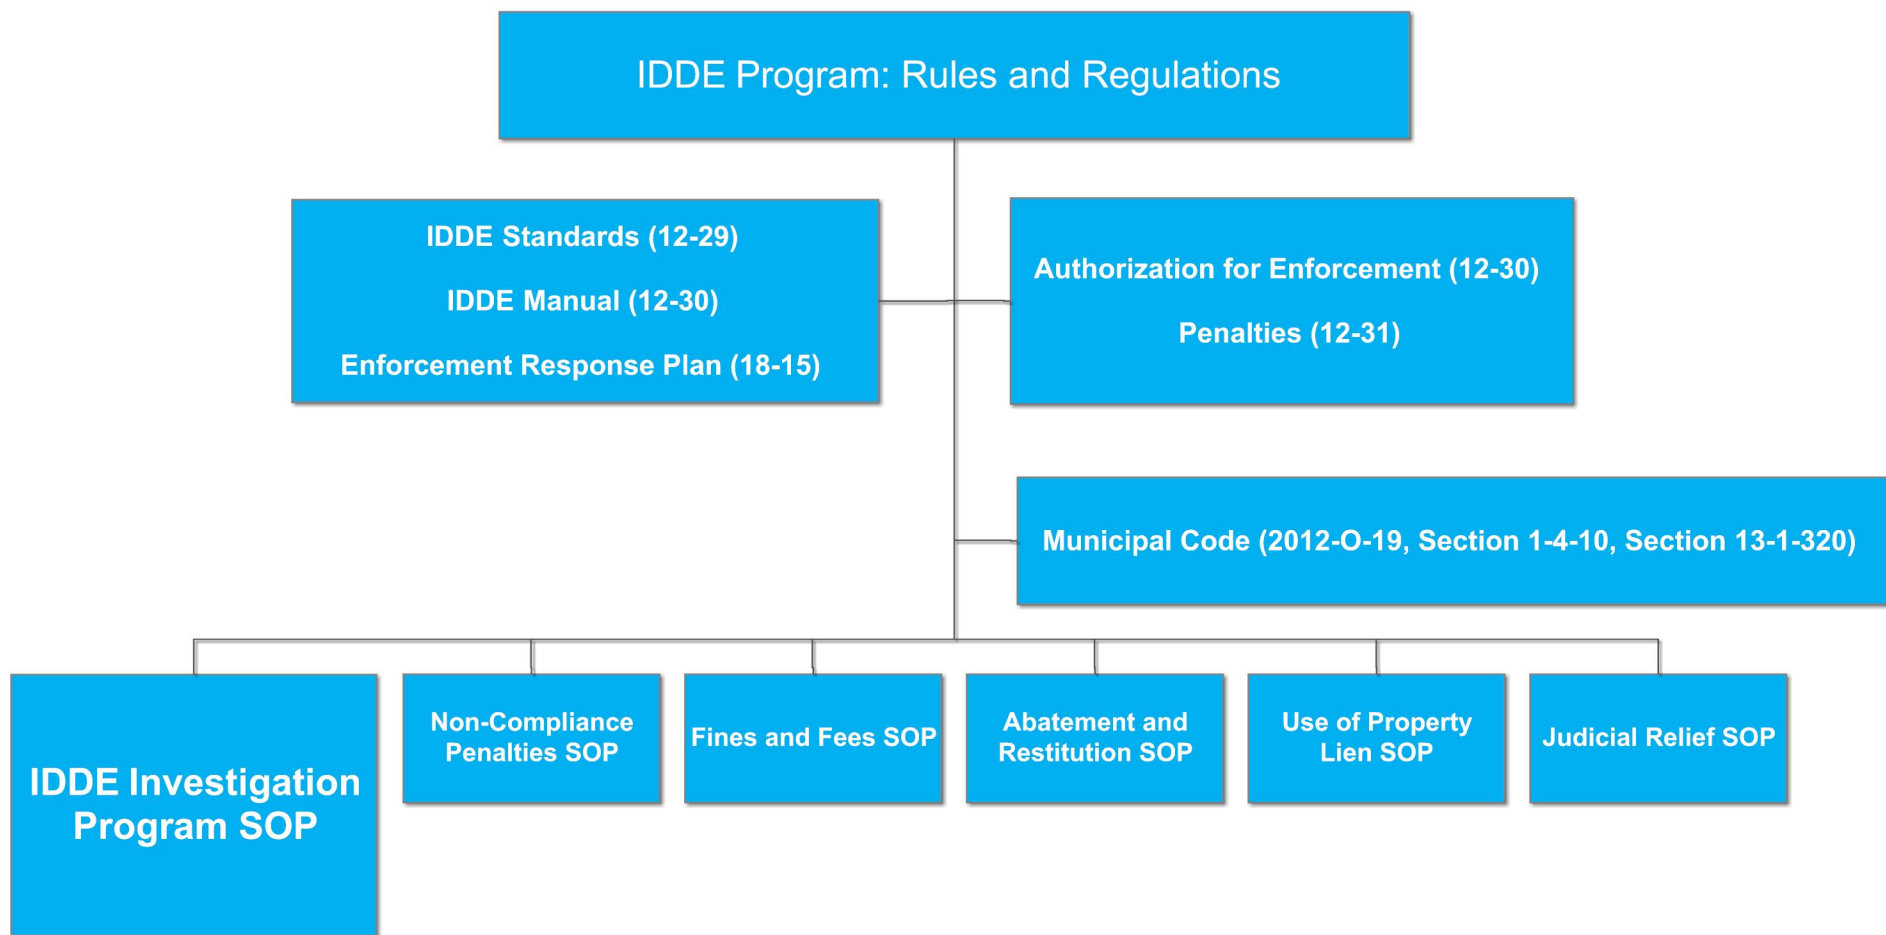 IDDE Program: Rules and Regulations
IDDE Standards (12-29)
IDDE Manual (12-30)
Enforcement Response Plan (18-15)
Authorization for Enforcement (12-30)
Penalties (12-31)
Municipal Code (2012-O-19, Section 1-4-10, Section 13-1-320)
IDDE Investigation
Program SOP
Non-Compliance
Penalties SOP
Fines and Fees SOP
Abatement and
Restitution SOP
Use of Property
Lien SOP
Judicial Relief SOP